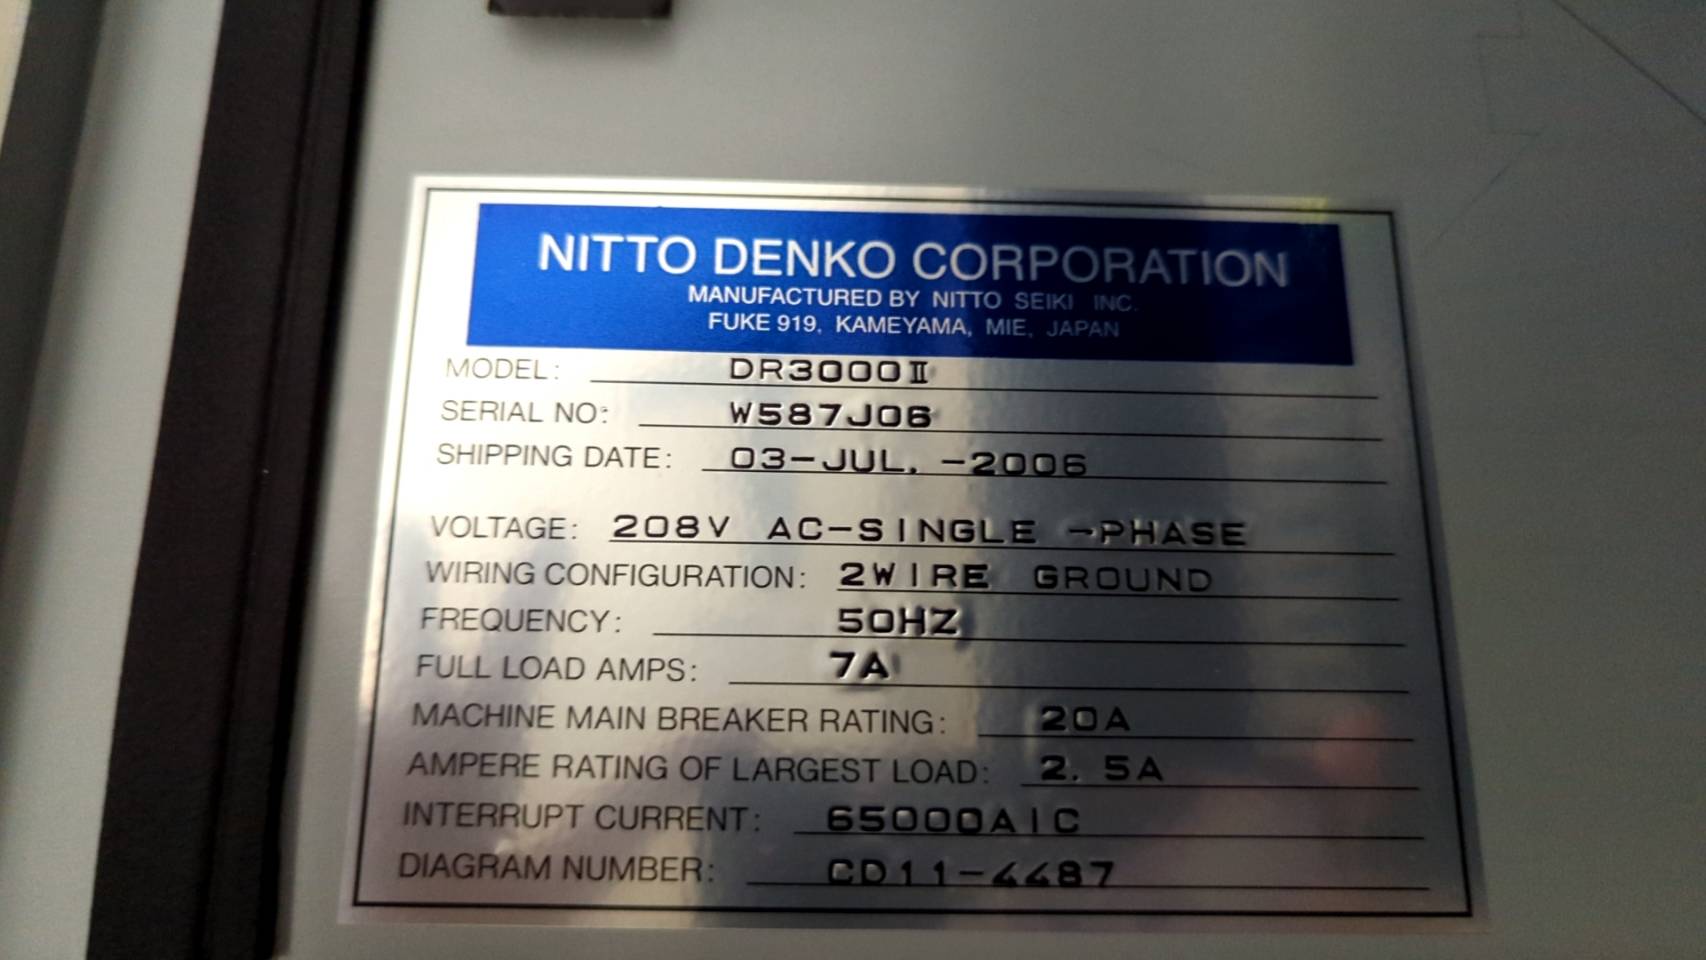 NITTO DENKO CORPORATION
MANUFACTURED BY NITTO SEIKI INC.
FUKE 919, KAMEYAMA, MIE, JAPAN
MODEL: DR3000Ⅱ
SERIAL NO: W587J06
SHIPPING DATE: 03-JUL. -2006
VOLTAGE: 208V AC-SINGLE -PHASE
WIRING CONFIGURATION: 2WIRE GROUND
FREQUENCY: 50HZ
FULL LOAD AMPS: 7A
MACHINE MAIN BREAKER RATING: 20A
AMPERE RATING OF LARGEST LOAD: 2. 5A
INTERRUPT CURRENT: 65000AIC
DIAGRAM NUMBER: CD11-4487